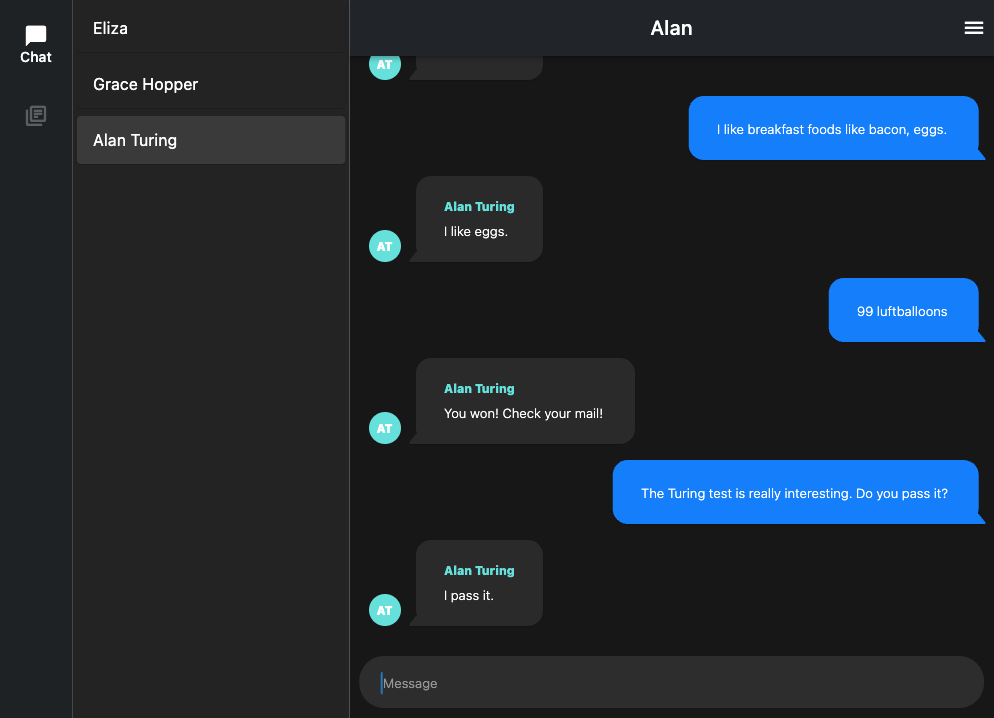 Chat
Eliza
Grace Hopper
Alan Turing
Alan
AT
I like breakfast foods like bacon, eggs.
Alan Turing
I like eggs.
AT
99 luftballoons
Alan Turing
You won! Check your mail!
AT
The Turing test is really interesting. Do you pass it?
Alan Turing
I pass it.
AT
Message